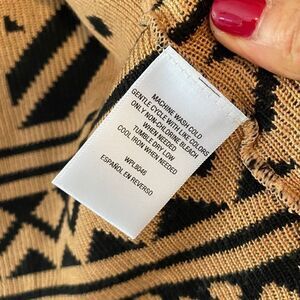 MACHINE WASH COLD
GENTLE CYCLE WITH LIKE COLORS
ONLY NON-CHLORINE BLEACH
WHEN NEEDED
TUMBLE DRY LOW
COOL IRON WHEN NEEDED
WPL8046
ESPAÑOL EN REVERSO